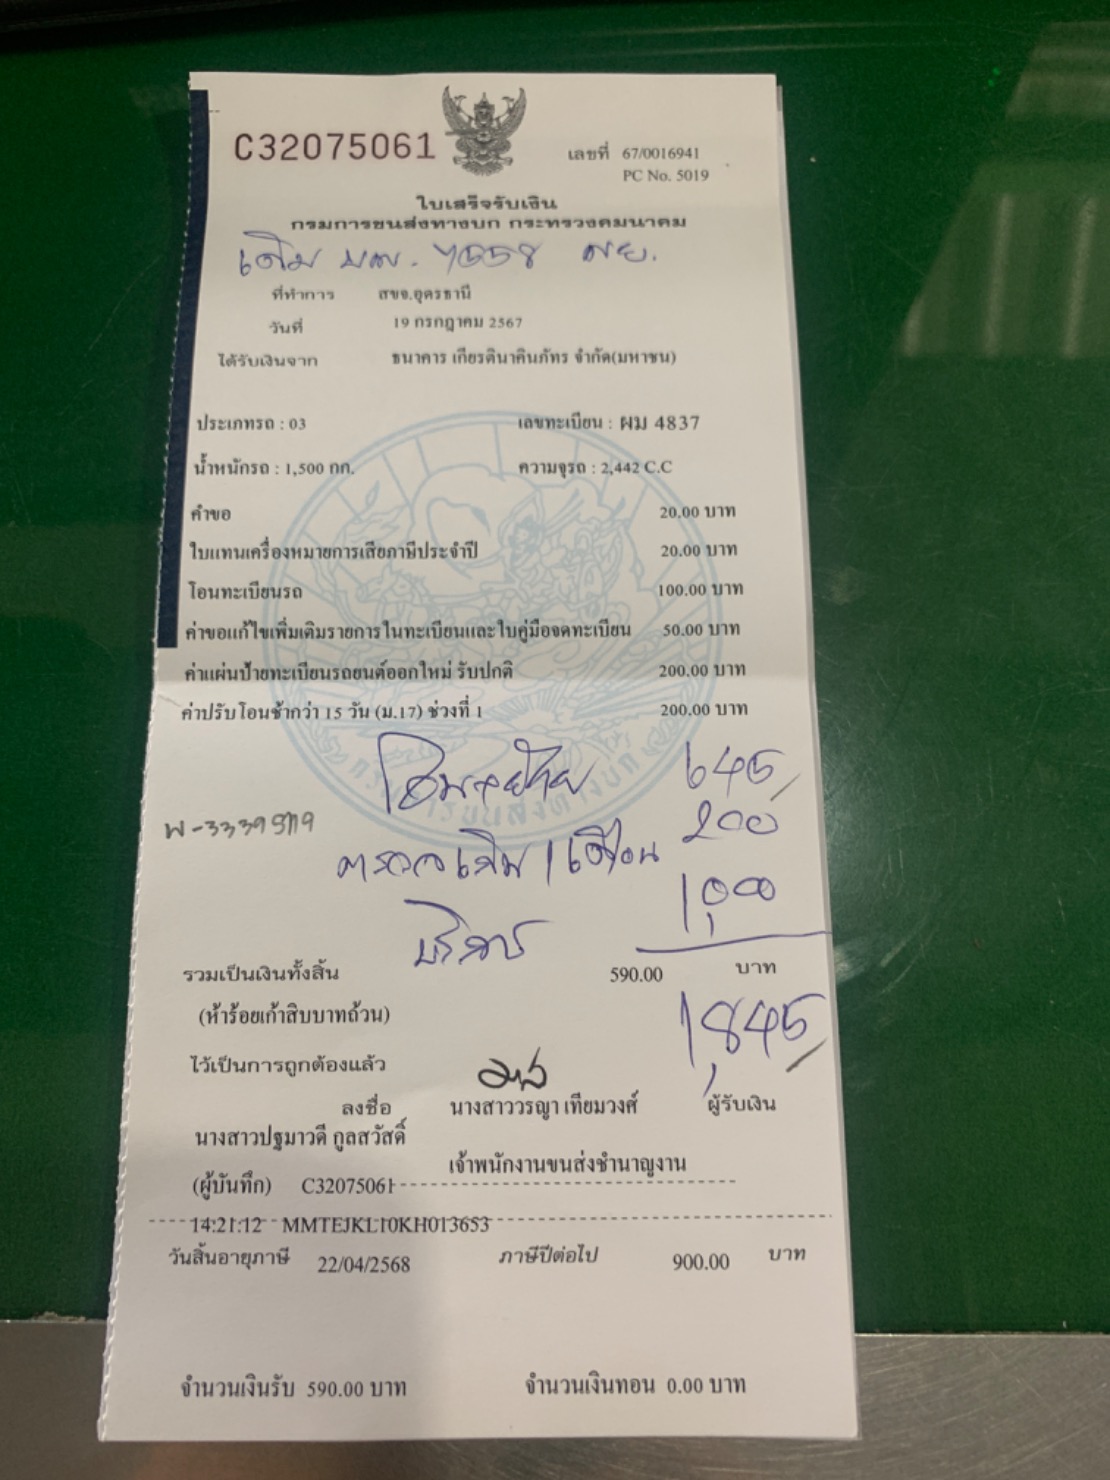 C32075061
เลขที่ 67/0016941
PC No. 5019
ใบเสร็จรับเงิน
กรมการขนส่งทางบก กระทรวงคมนาคม
เดิม
ที่ทำการ สขจ.อุดรธานี
วันที่ 19 กรกฎาคม 2567
ได้รับเงินจาก ธนาคาร เกียรตินาคินภัทร จำกัด(มหาชน)
ประเภทรถ : 03 เลขทะเบียน : ผม 4837
น้ำหนักรถ : 1,500 กก. ความจุรถ : 2,442 C.C
คำขอ 20.00 บาท
ใบแทนเครื่องหมายการเสียภาษีประจำปี 20.00 บาท
โอนทะเบียนรถ 100.00 บาท
ค่าขอแก้ไขเพิ่มเติมรายการในทะเบียนและใบคู่มือจดทะเบียน 50.00 บาท
ค่าแผ่นป้ายทะเบียนรถยนต์ออกใหม่ รับปกติ 200.00 บาท
ค่าปรับโอนช้ากว่า 15 วัน (ม.17) ช่วงที่ 1 200.00 บาท
645
W-33395119 200
ตรวจเดิม 1 เดือน
1,000
บริการ
รวมเป็นเงินทั้งสิ้น 590.00 บาท
(ห้าร้อยเก้าสิบบาทถ้วน)
1,845
ไว้เป็นการถูกต้องแล้ว
ลงชื่อ นางสาววรญา เทียมวงศ์ ผู้รับเงิน
นางสาวปฐมาวดี กูลสวัสดิ์
เจ้าพนักงานขนส่งชำนาญงาน
(ผู้บันทึก) C32075061
14:21:12 MMTEJKL10KH013653
วันสิ้นอายุภาษี 22/04/2568 ภาษีปีต่อไป 900.00 บาท
จำนวนเงินรับ 590.00 บาท จำนวนเงินทอน 0.00 บาท